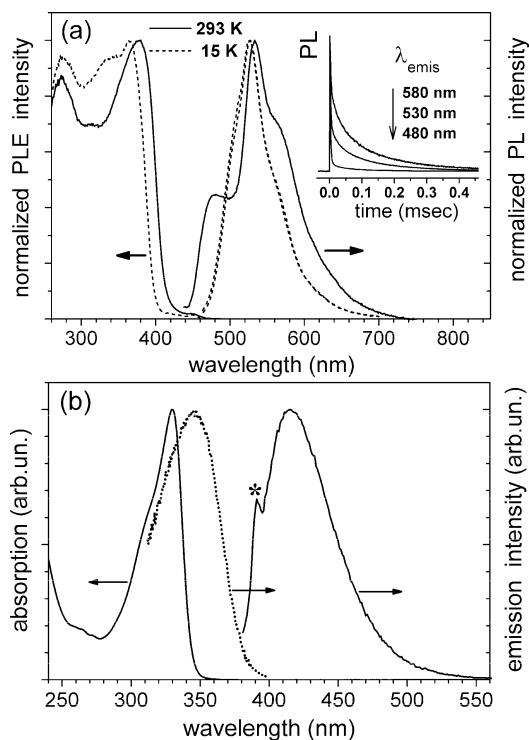 (a)
293 K
15 K
normalized PLE intensity
normalized PL intensity
PL
λemis
580 nm
530 nm
480 nm
0.0 0.1 0.2 0.3 0.4
time (msec)
300 400 500 600 700 800
wavelength (nm)
(b)
*
absorption (arb.un.)
emission intensity (arb.un.)
240 300 350 400 450 500 560
wavelength (nm)